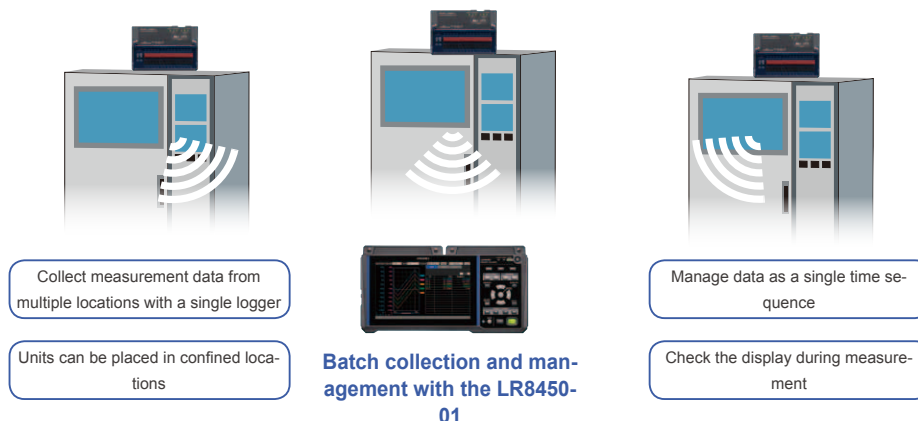 Collect measurement data from
multiple locations with a single logger
Units can be placed in confined loca-
tions
Batch collection and man-
agement with the LR8450-
01
Manage data as a single time se-
quence
Check the display during measure-
ment